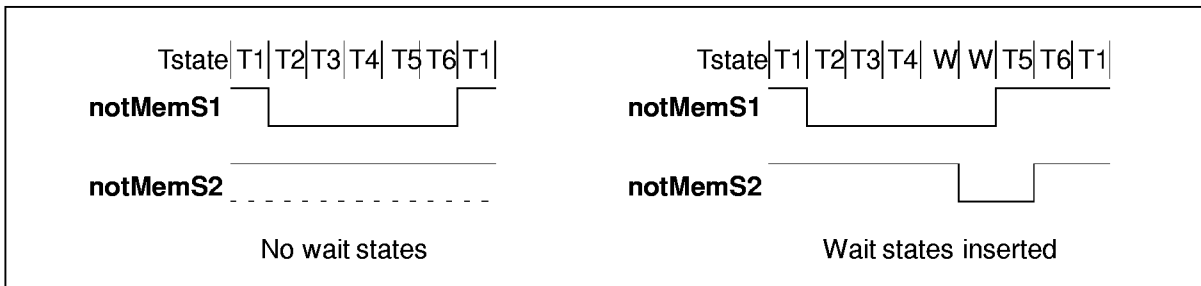 Tstate T1 T2 T3 T4 T5 T6 T1
notMemS1
notMemS2
No wait states
Tstate T1 T2 T3 T4 W W T5 T6 T1
notMemS1
notMemS2
Wait states inserted